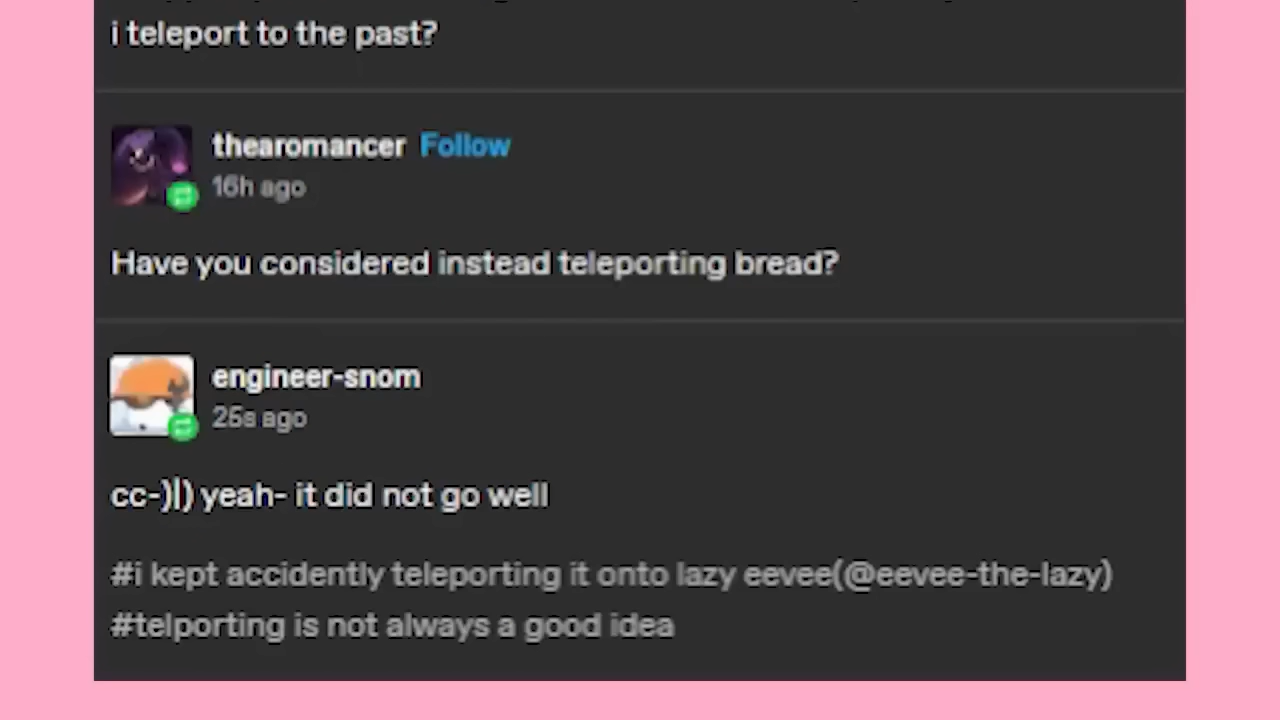 i teleport to the past?
thearomancer Follow
16h ago
Have you considered instead teleporting bread?
engineer-snom
25s ago
cc-)|) yeah- it did not go well
#i kept accidently teleporting it onto lazy eevee(@eevee-the-lazy)
#telporting is not always a good idea